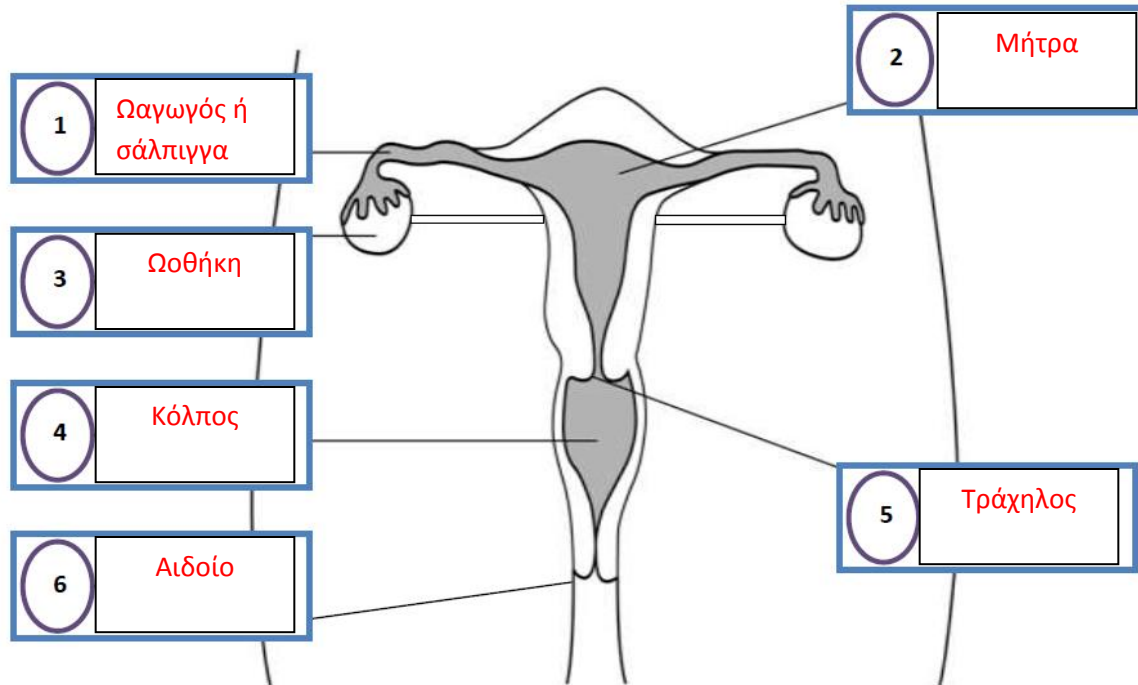 1
Ωαγωγός ή
σάλπιγγα
2
Μήτρα
3
Ωοθήκη
4
Κόλπος
5
Τράχηλος
6
Αιδοίο